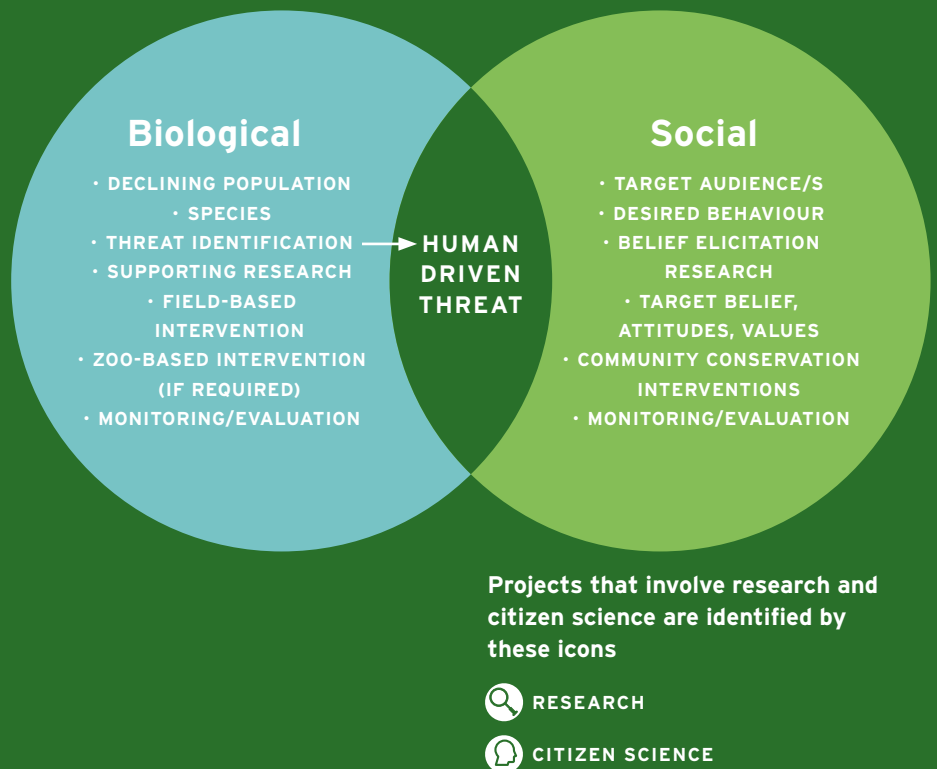 Biological
• DECLINING POPULATION
• SPECIES
• THREAT IDENTIFICATION
• SUPPORTING RESEARCH
• FIELD-BASED
INTERVENTION
• ZOO-BASED INTERVENTION
(IF REQUIRED)
• MONITORING/EVALUATION
HUMAN
DRIVEN
THREAT
Social
• TARGET AUDIENCE/S
• DESIRED BEHAVIOUR
• BELIEF ELICITATION
RESEARCH
• TARGET BELIEF,
ATTITUDES, VALUES
• COMMUNITY CONSERVATION
INTERVENTIONS
• MONITORING/EVALUATION
Projects that involve research and
citizen science are identified by
these icons
RESEARCH
CITIZEN SCIENCE